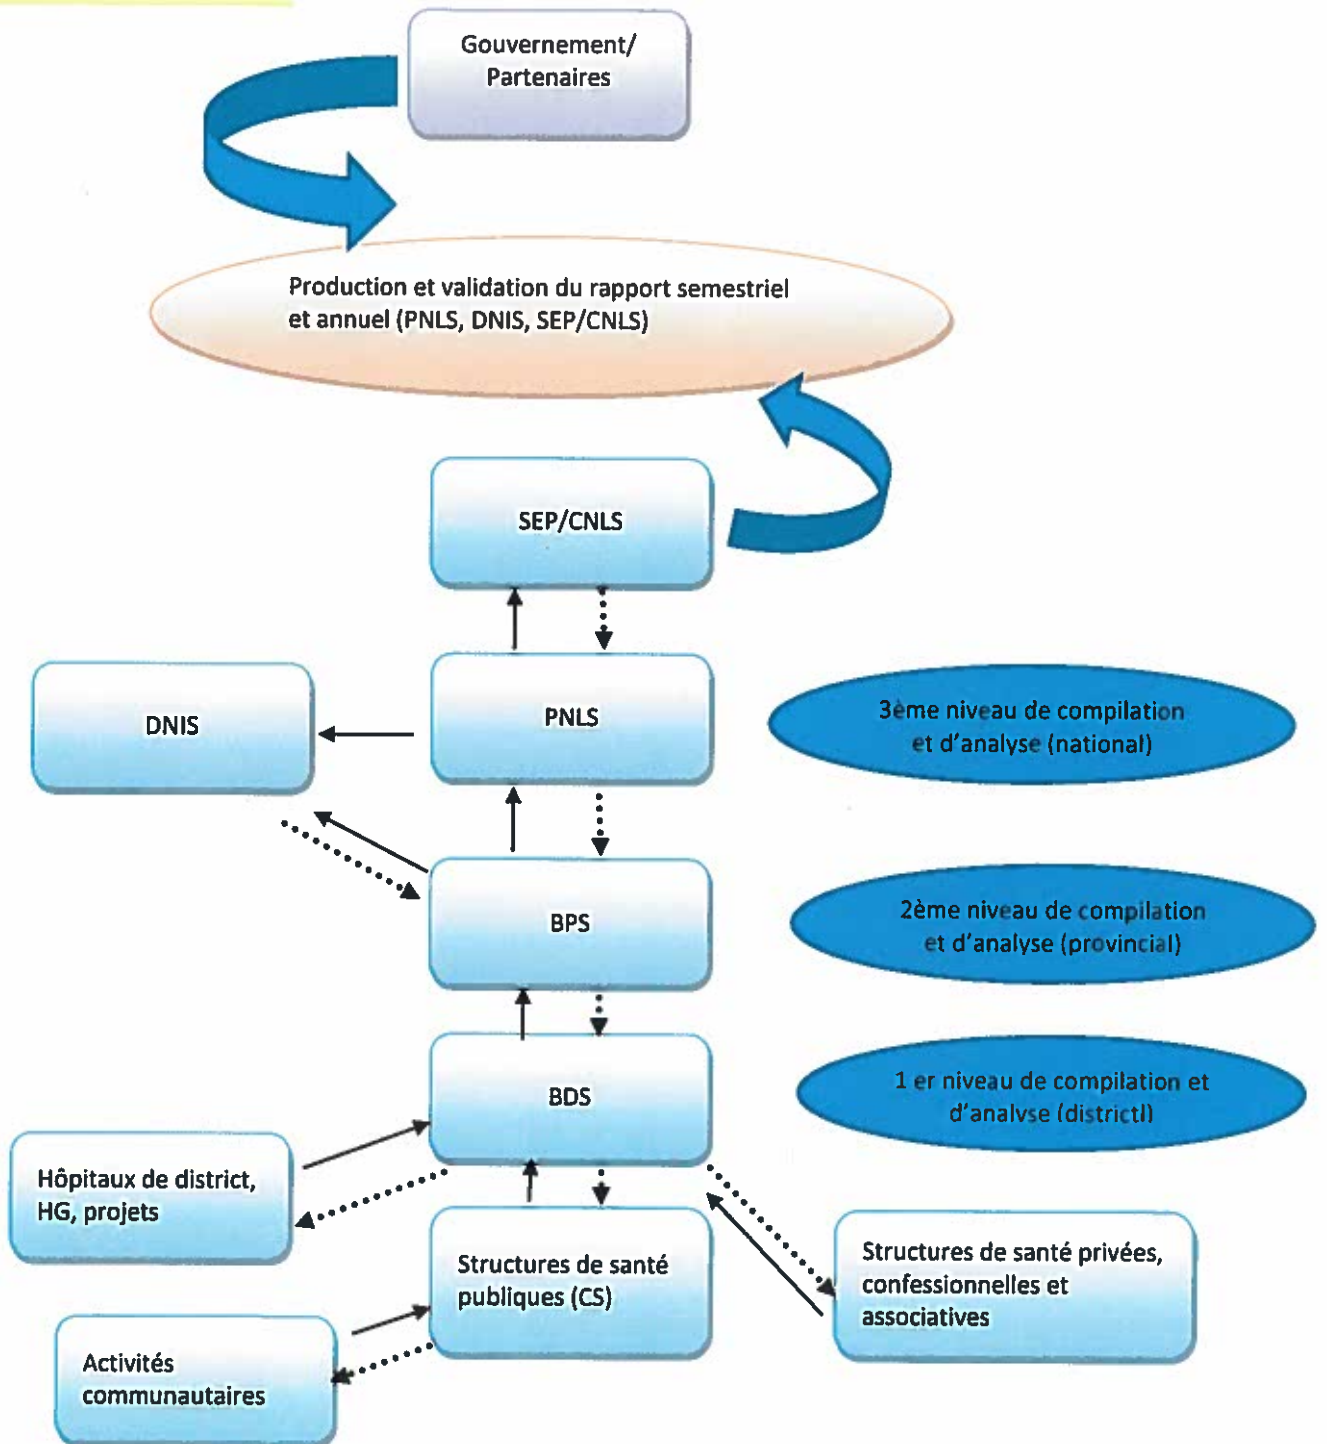 Gouvernement/
Partenaires
Production et validation du rapport semestriel
et annuel (PNLS, DNIS, SEP/CNLS)
SEP/CNLS
DNIS
PNLS
3ème niveau de compilation
et d'analyse (national)
BPS
2ème niveau de compilation
et d'analyse (provincial)
BDS
1 er niveau de compilation et
d'analyse (districtl)
Hôpitaux de district,
HG, projets
Structures de santé
publiques (CS)
Structures de santé privées,
confessionnelles et
associatives
Activités
communautaires